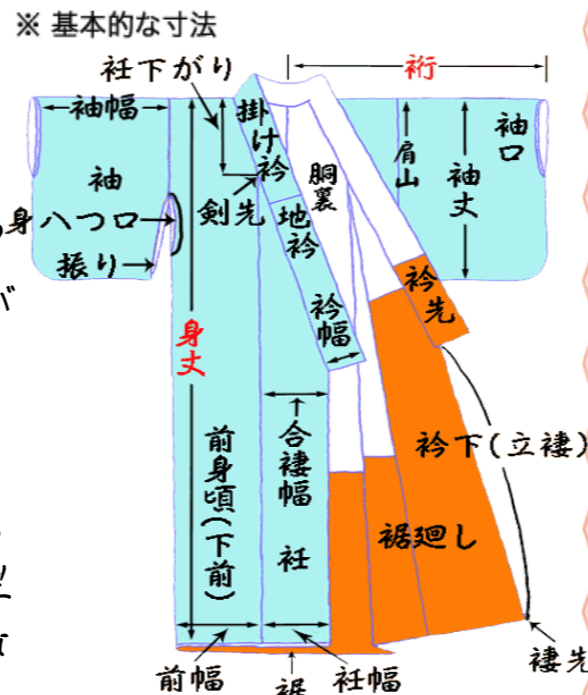 ※ 基本的な寸法
衽下がり
裄
袖幅
掛け衿
袖口
肩山
袖丈
胴裏
袖
剣先
地衿
身八つ口
振り
衿先
が
衿幅
身丈
合褄幅
前身頃(下前)
衽
衿下(立褄)
裾廻し
前幅
裾
衽幅
褄先